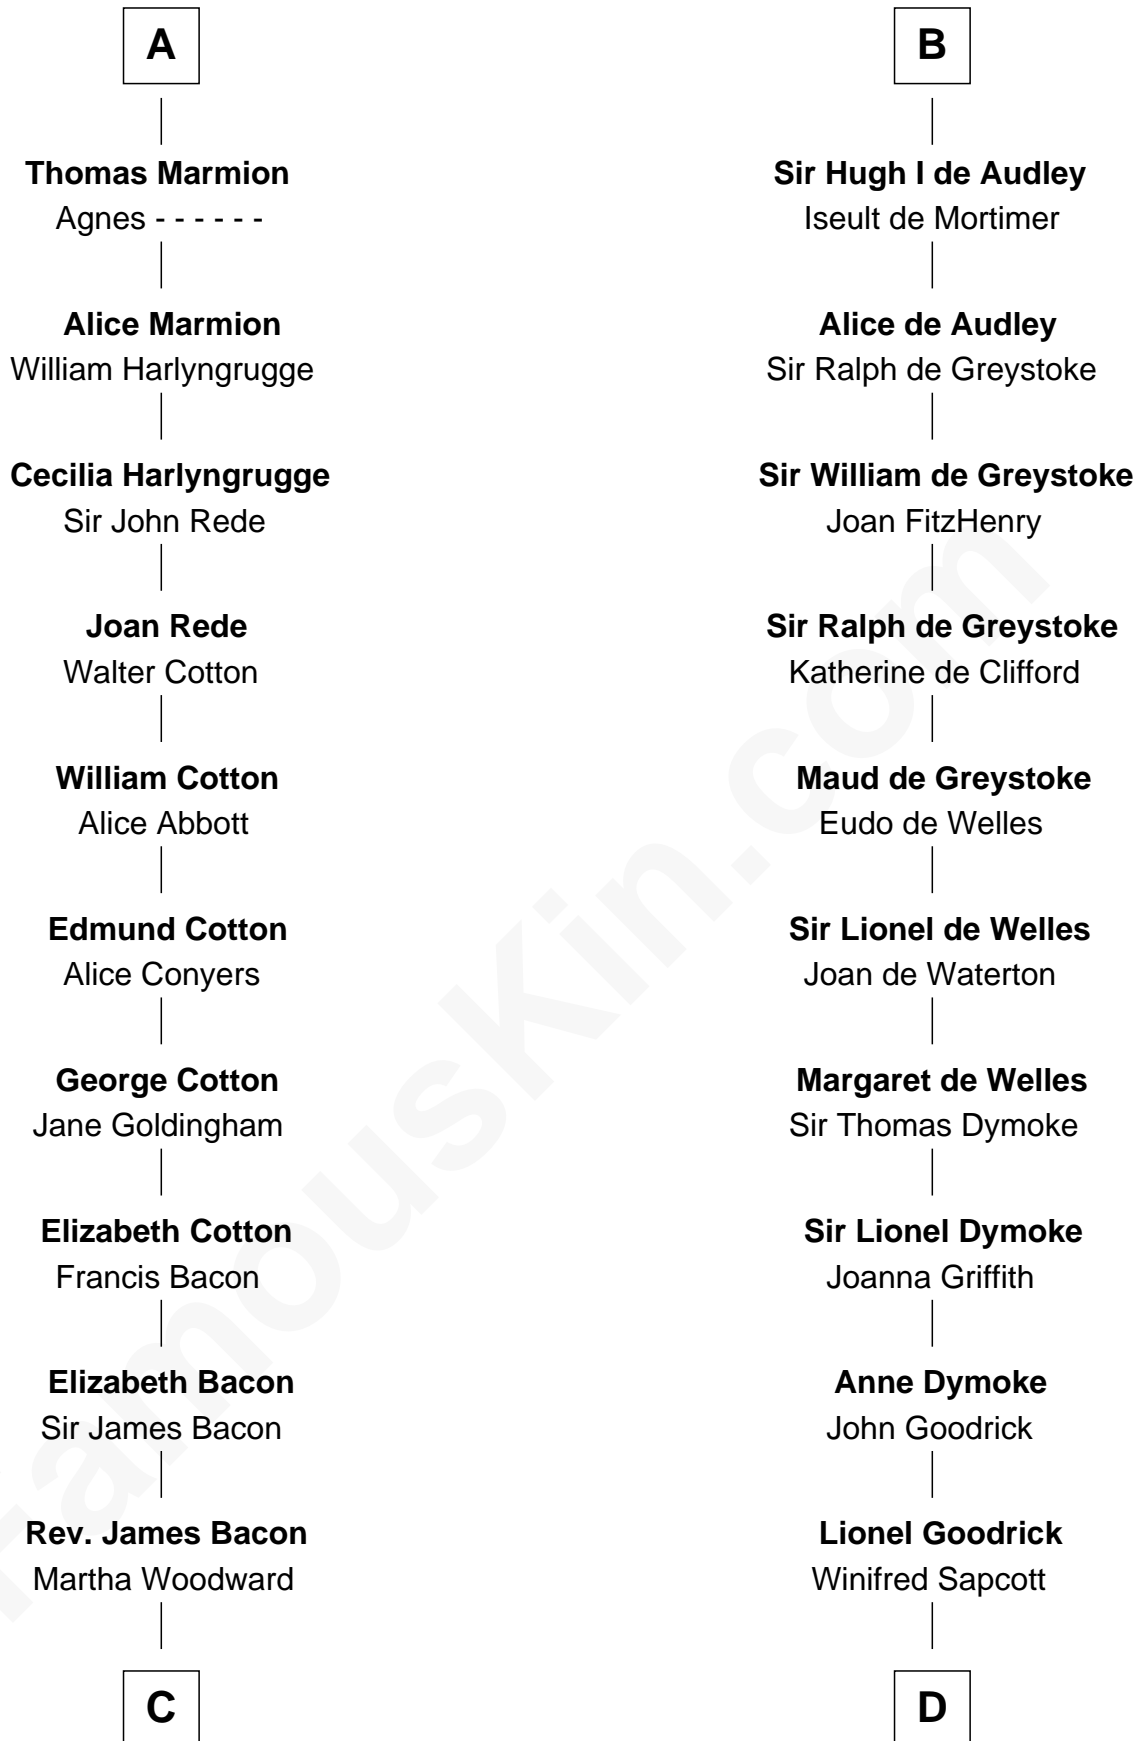 A
Thomas Marmion
Agnes - - - - - -
Alice Marmion
William Harlyngrugge
Cecilia Harlyngrugge
Sir John Rede
Joan Rede
Walter Cotton
William Cotton
Alice Abbott
Edmund Cotton
Alice Conyers
George Cotton
Jane Goldingham
Elizabeth Cotton
Francis Bacon
Elizabeth Bacon
Sir James Bacon
Rev. James Bacon
Martha Woodward
C
B
Sir Hugh I de Audley
Iseult de Mortimer
Alice de Audley
Sir Ralph de Greystoke
Sir William de Greystoke
Joan FitzHenry
Sir Ralph de Greystoke
Katherine de Clifford
Maud de Greystoke
Eudo de Welles
Sir Lionel de Welles
Joan de Waterton
Margaret de Welles
Sir Thomas Dymoke
Sir Lionel Dymoke
Joanna Griffith
Anne Dymoke
John Goodrick
Lionel Goodrick
Winifred Sapcott
D
FamousKin.com